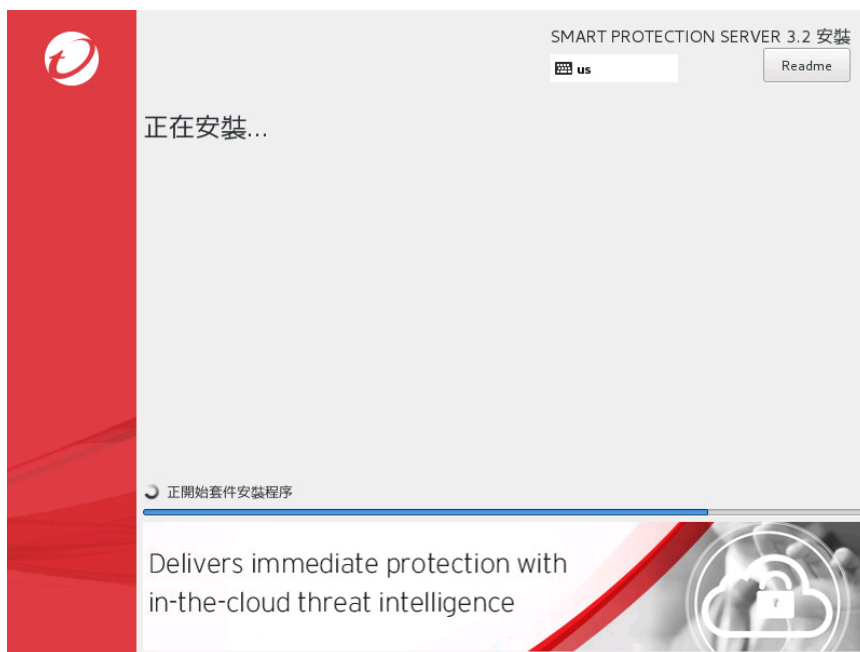 SMART PROTECTION SERVER 3.2 安裝
us
Readme
正在安裝...
正開始套件安裝程序
Delivers immediate protection with
in-the-cloud threat intelligence